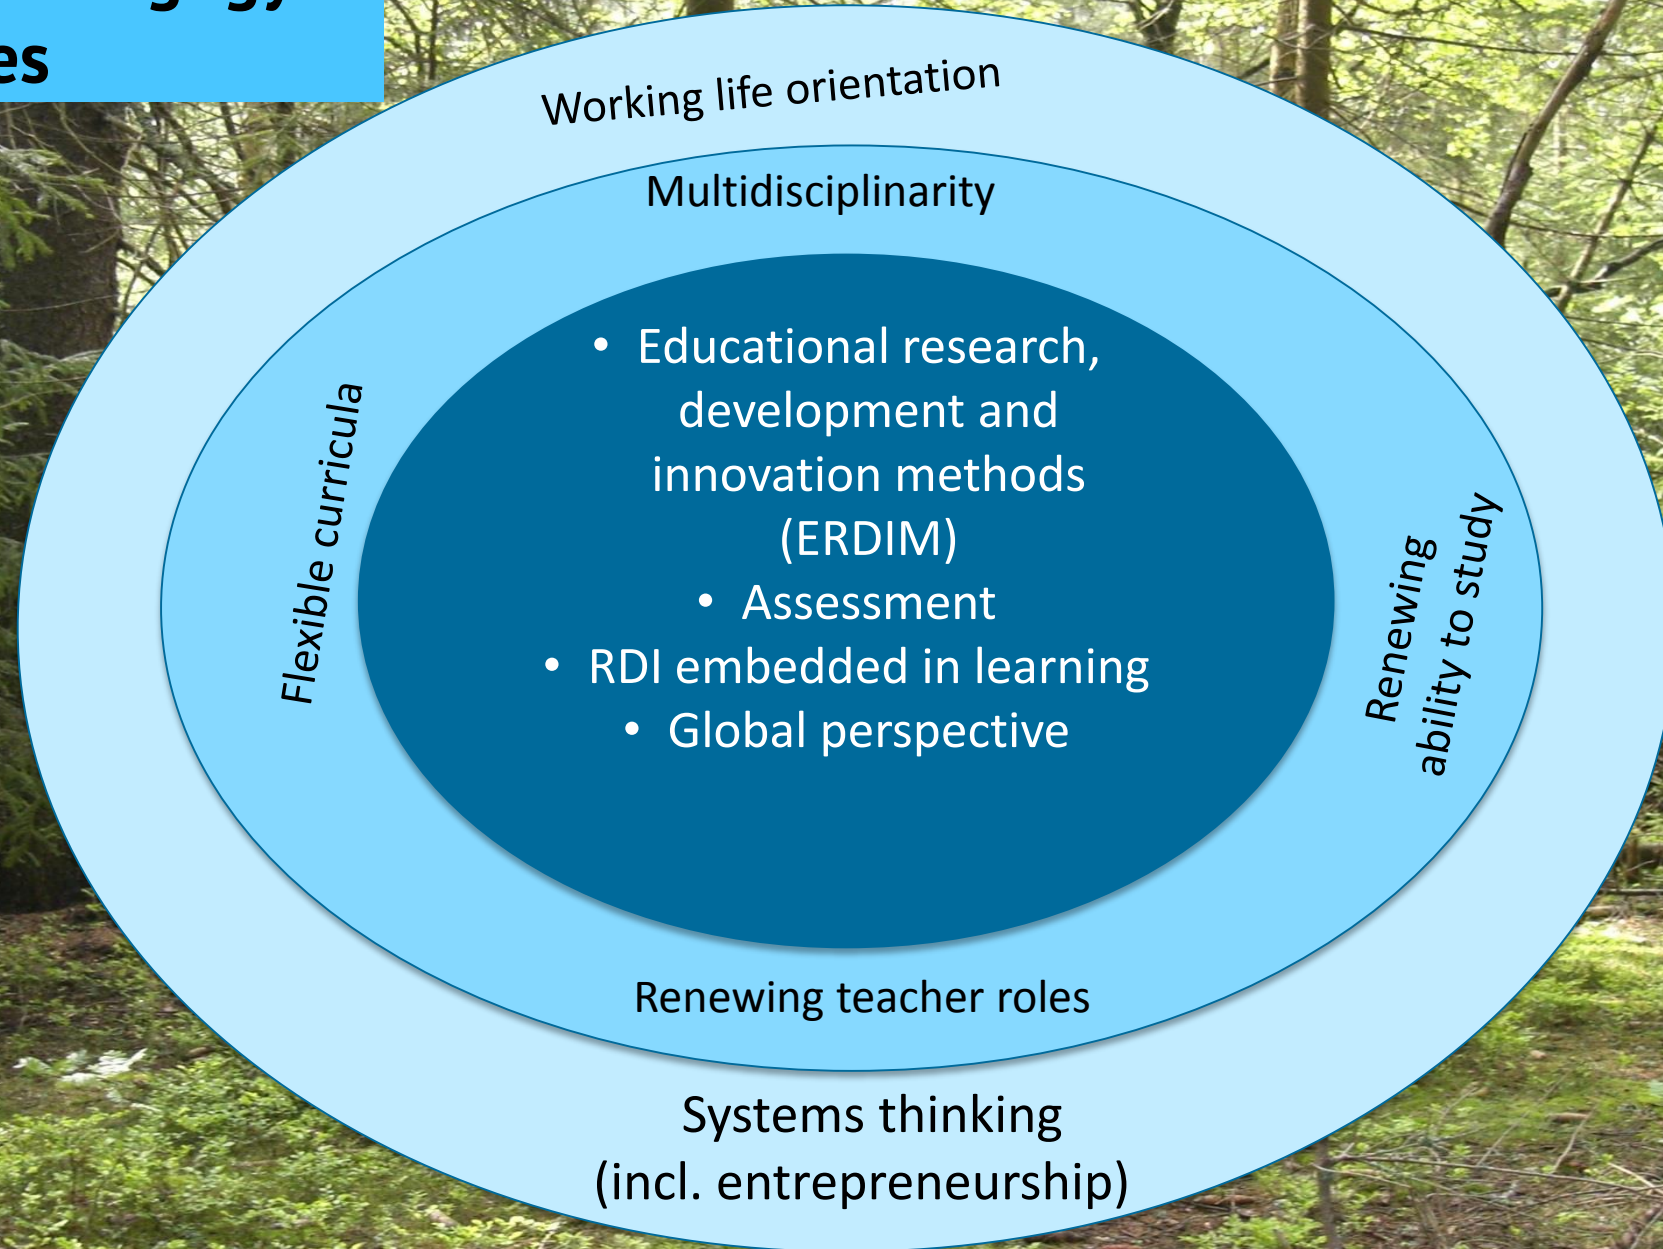 es
Working life orientation
Multidisciplinarity
• Educational research,
development and
innovation methods
(ERDIM)
• Assessment
• RDI embedded in learning
• Global perspective
Flexible curricula
Renewing
ability to study
Renewing teacher roles
Systems thinking
(incl. entrepreneurship)